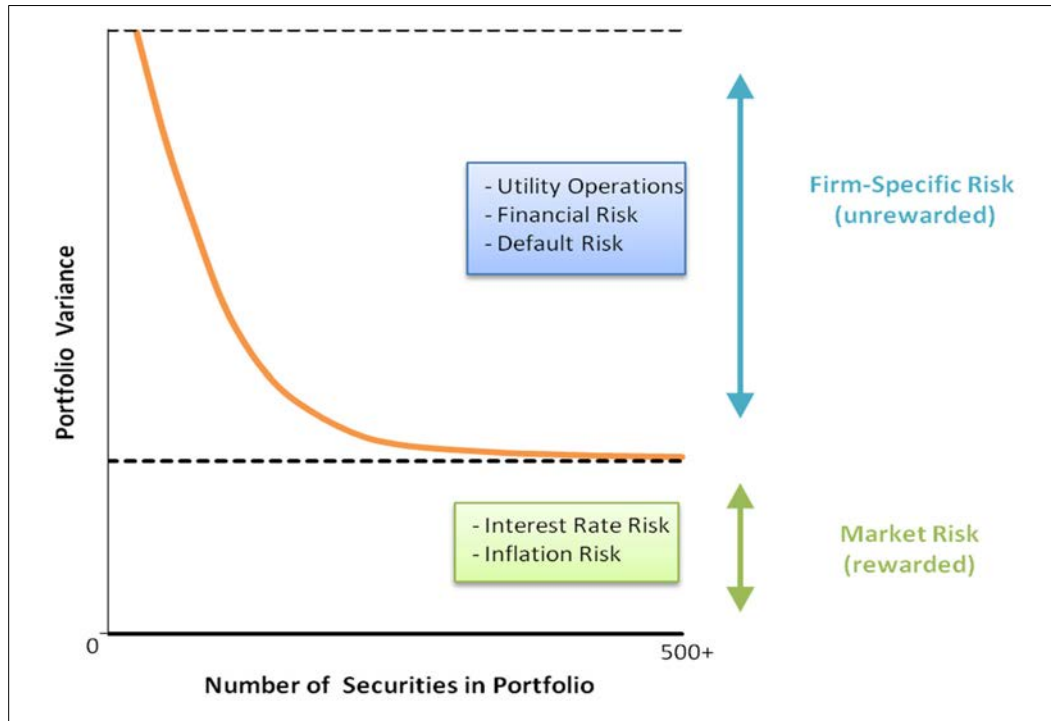 - Utility Operations
- Financial Risk
- Default Risk
Firm-Specific Risk
(unrewarded)
Portfolio Variance
- Interest Rate Risk
- Inflation Risk
Market Risk
(rewarded)
0
500+
Number of Securities in Portfolio